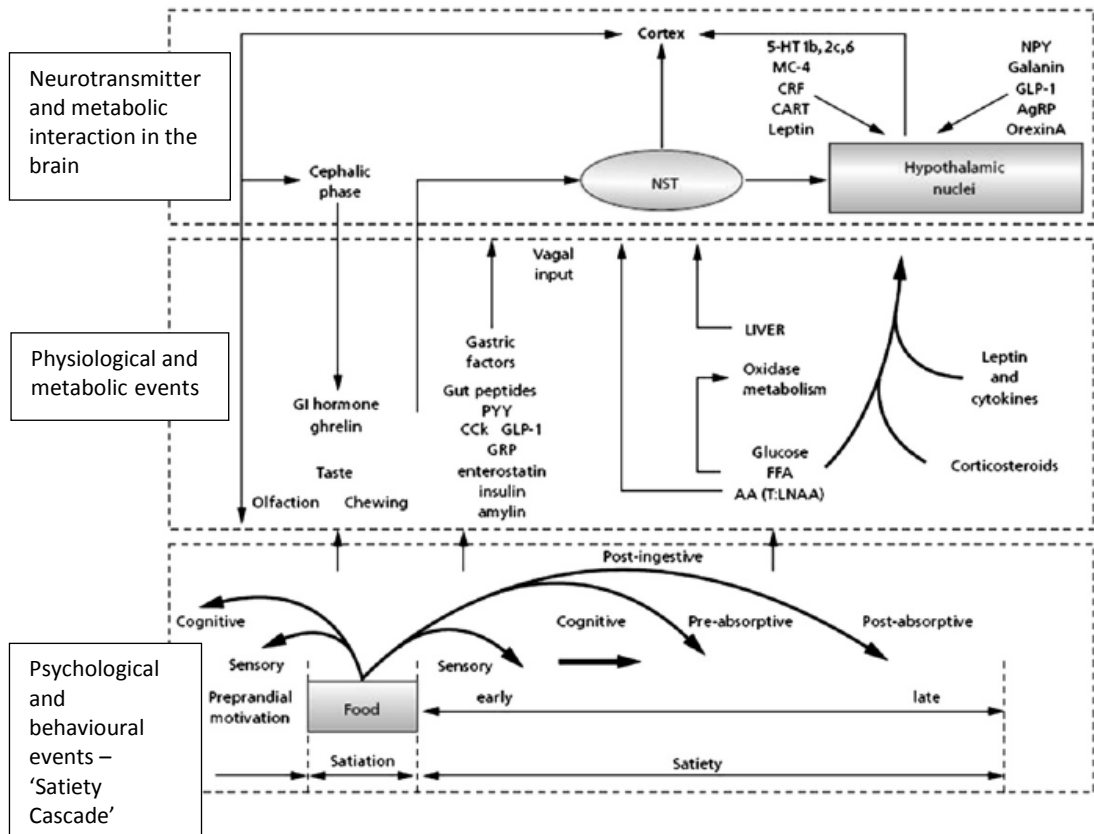 Neurotransmitter
and metabolic
interaction in the
brain
Cortex
5-HT1b, 2c,6
MC-4
CRF
CART
Leptin
NPY
Galanin
GLP-1
AgRP
OrexinA
Cephalic
phase
NST
Hypothalamic
nuclei
Physiological and
metabolic events
Vagal
input
Gastric
factors
Gut peptides
PYY
CCk GLP-1
GRP
enterostatin
insulin
amylin
GI hormone
ghrelin
Taste
Olfaction Chewing
LIVER
Oxidase
metabolism
Glucose
FFA
AA (T:LNAA)
Leptin
and
cytokines
Corticosteroids
Psychological
and
behavioural
events –
‘Satiety
Cascade’
Post-ingestive
Cognitive
Sensory
Preprandial
motivation
Food
Sensory
Cognitive
Pre-absorptive
Post-absorptive
early
late
Satiation
Satiety